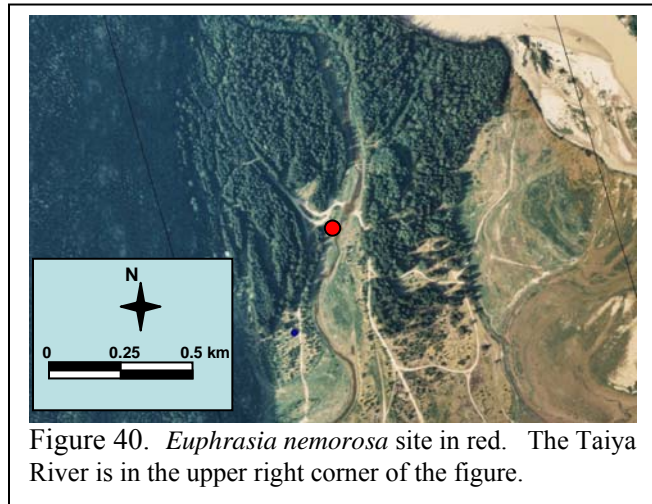 N
0 0.25 0.5 km
Figure 40. Euphrasia nemorosa site in red. The Taiya
River is in the upper right corner of the figure.